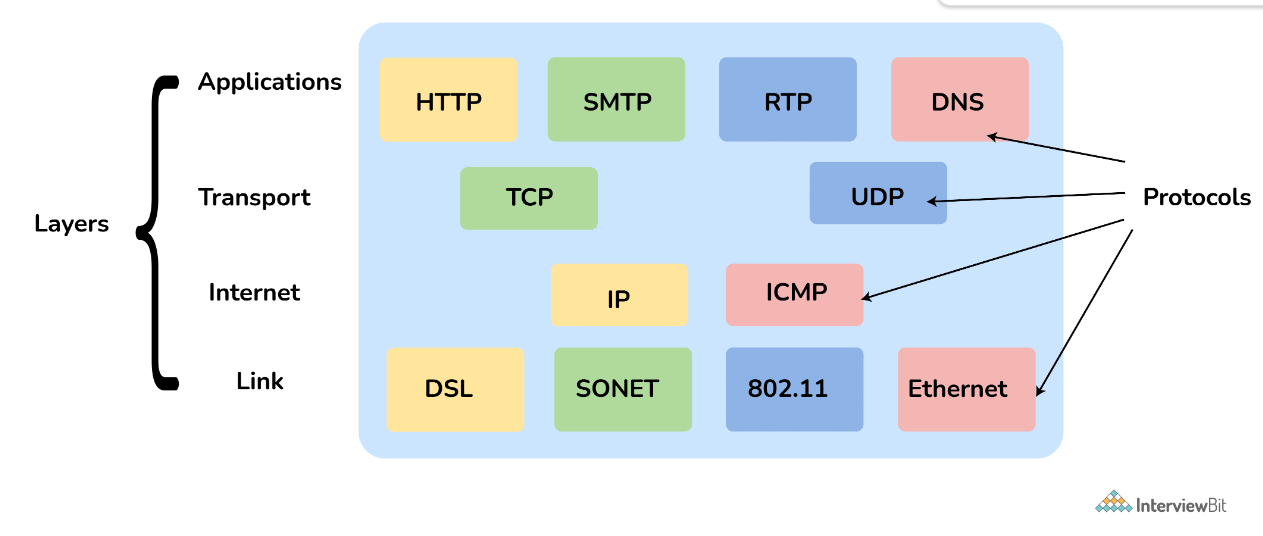 Applications
HTTP SMTP RTP DNS
Transport
TCP UDP
Protocols
Layers
Internet
IP ICMP
Link
DSL SONET 802.11 Ethernet
InterviewBit